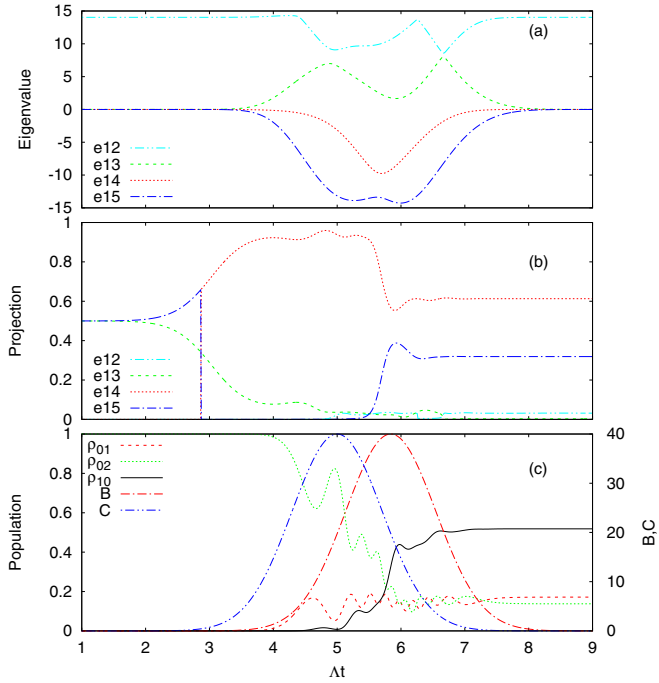 15
10
5
0
-5
-10
-15
Eigenvalue
(a)
e12
e13
e14
e15
1
0.8
0.6
0.4
0.2
0
Projection
(b)
e12
e13
e14
e15
1
0.8
0.6
0.4
0.2
0
Population
(c)
ρ01
ρ02
ρ10
B
C
40
30
20
10
0
B,C
1 2 3 4 5 6 7 8 9
Λt